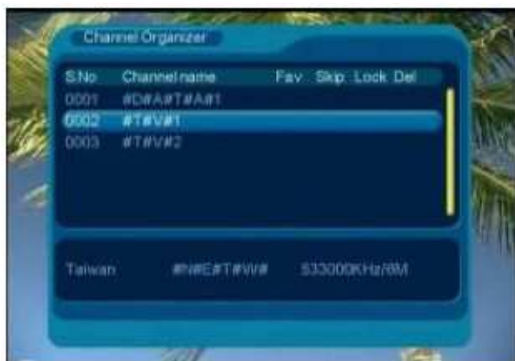 Channel Organizer
S.No Channel name Fav Skip Lock Del
0001 #D#A#T#A#1
0002 #T#V#1
0003 #T#V#2
Taiwan #N#E#T#W# 533000KHz/6M